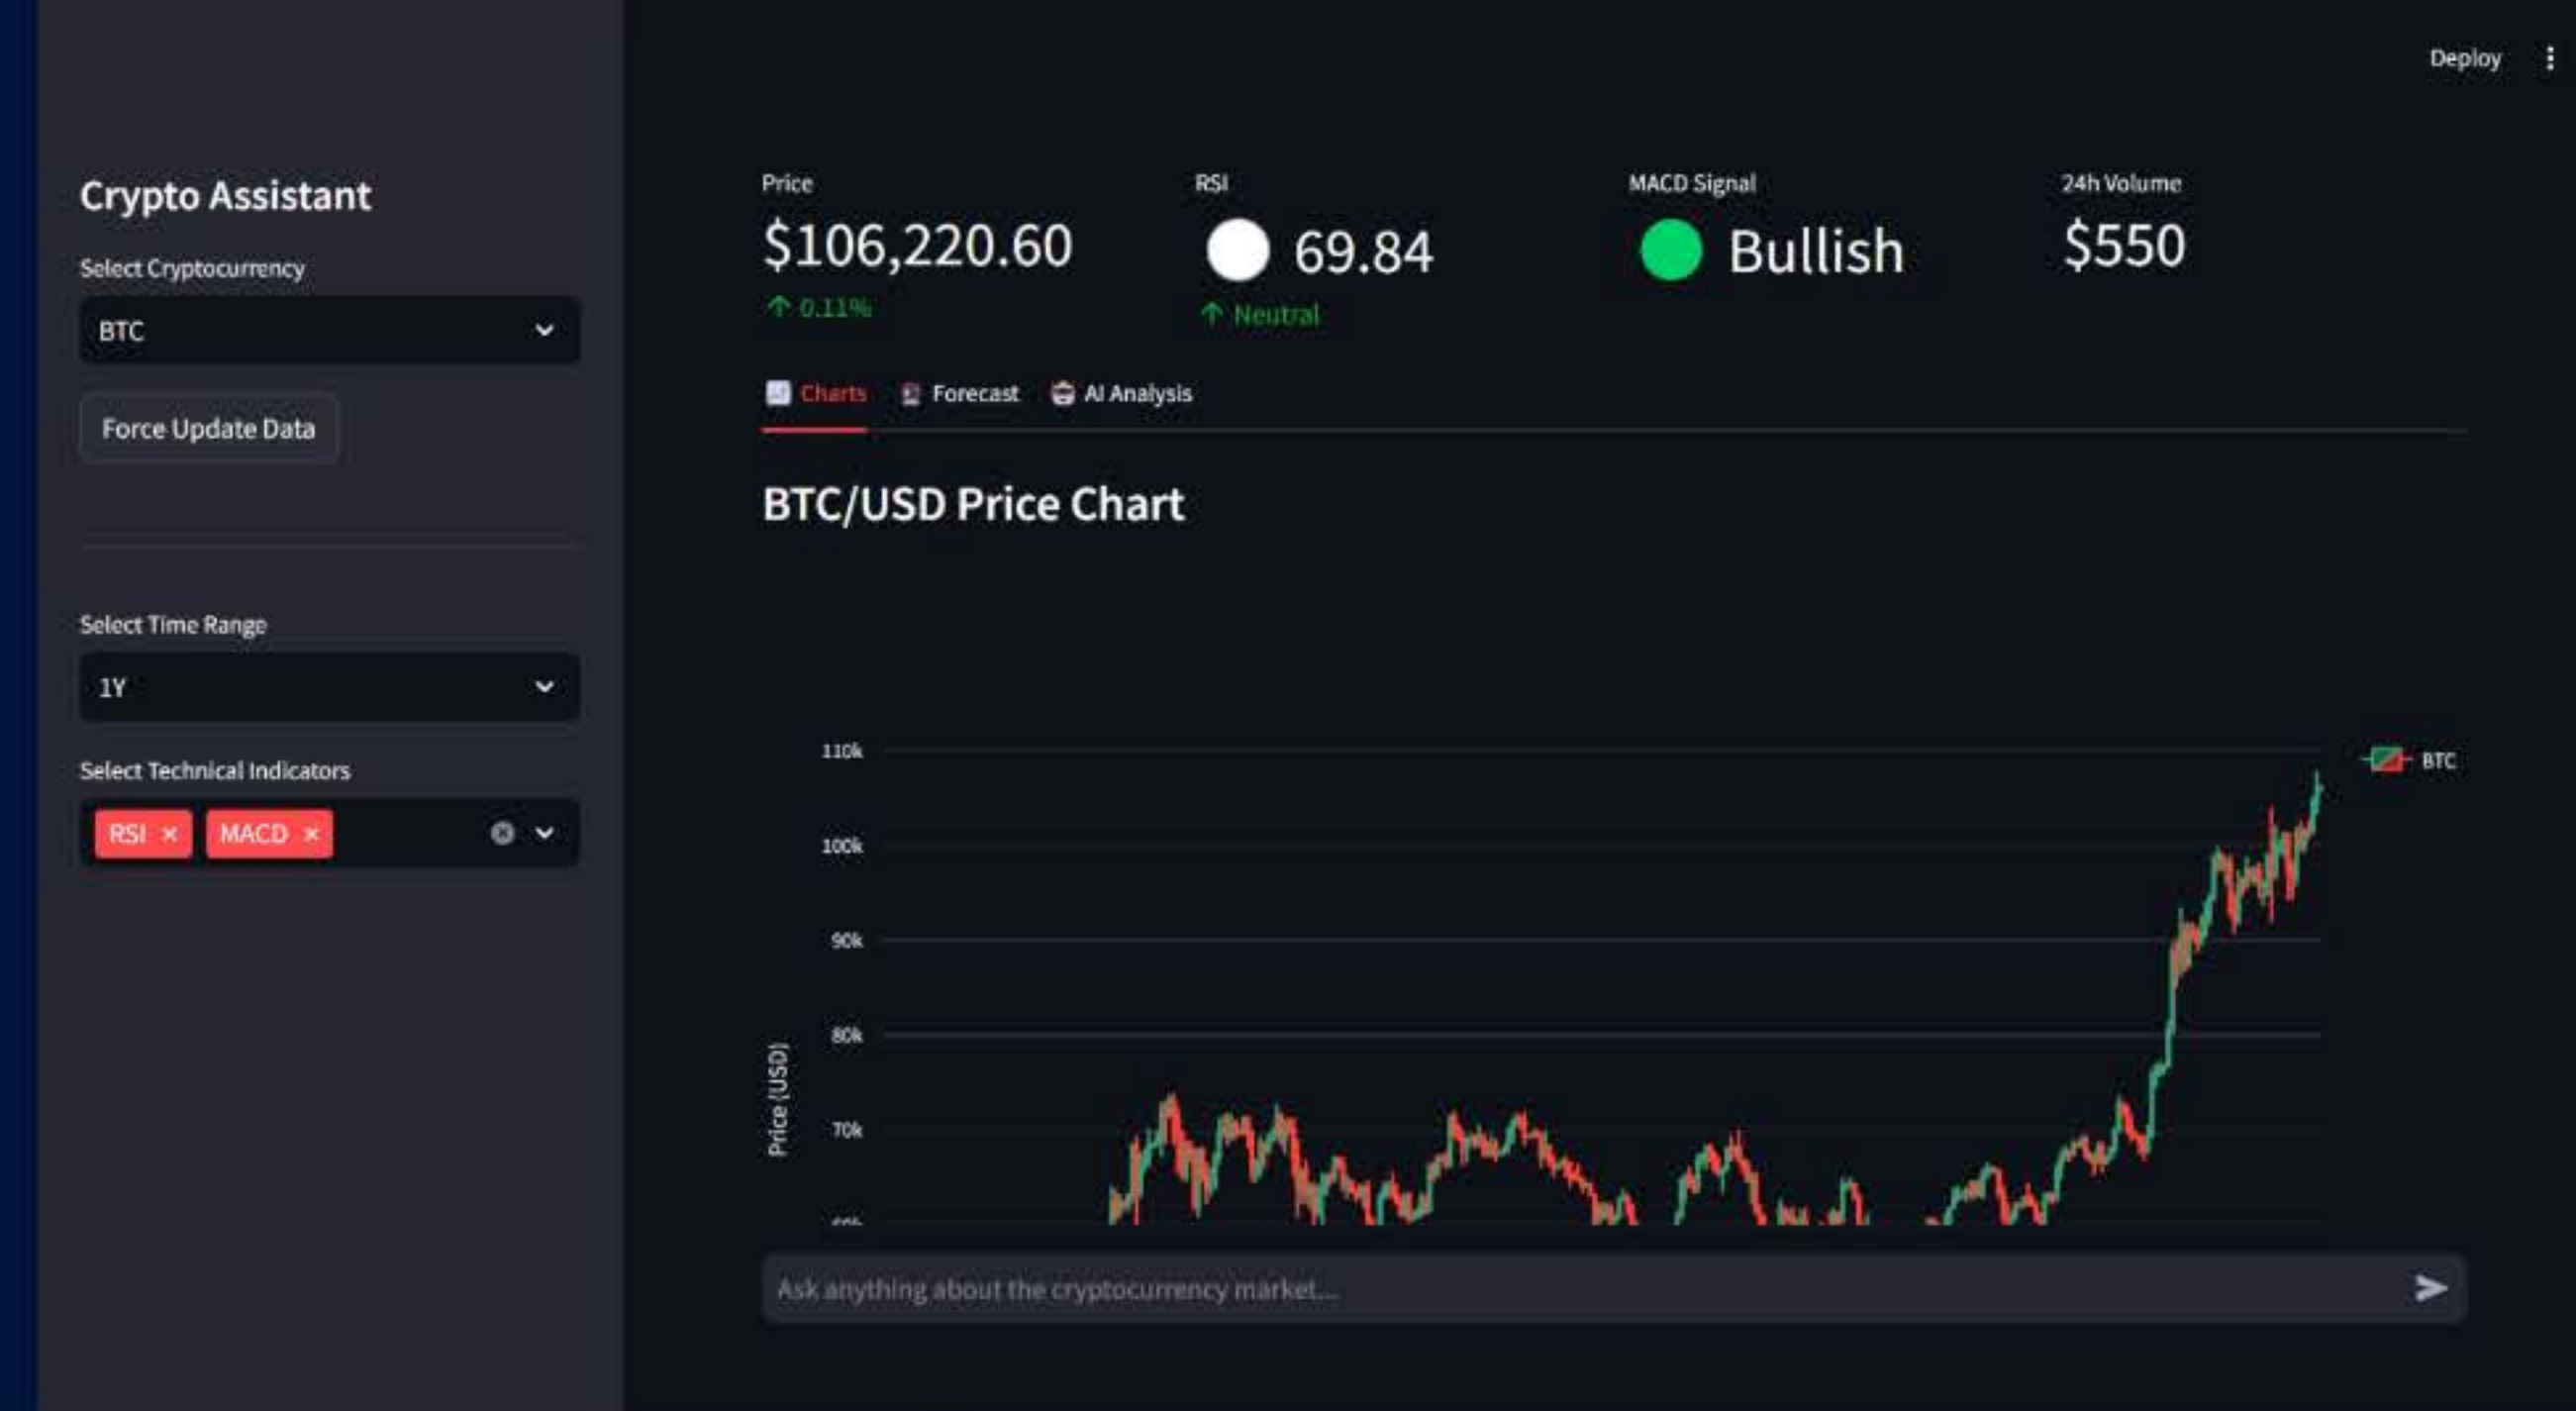 Deploy
Crypto Assistant
Select Cryptocurrency
BTC
Force Update Data
Select Time Range
1Y
Select Technical Indicators
RSI
MACD
Price
$106,220.60
0.11%
RSI
69.84
Neutral
MACD Signal
Bullish
24h Volume
$550
Charts
Forecast
AI Analysis
BTC/USD Price Chart
110k
100k
90k
80k
70k
Price (USD)
BTC
Ask anything about the cryptocurrency market...